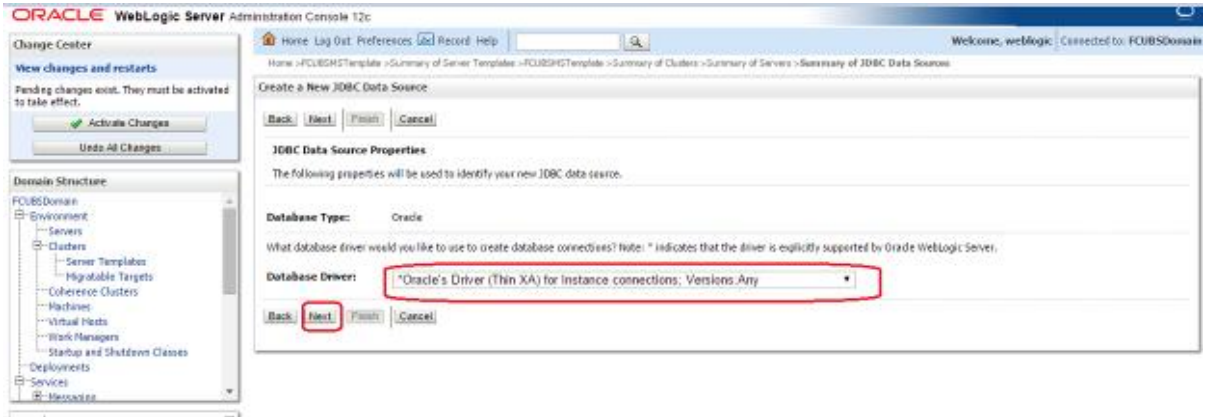 ORACLE WebLogic Server Administration Console 12c
Change Center
View changes and restarts
Pending changes exist. They must be activated
to take effect.
Activate Changes
Undo All Changes
Domain Structure
FCUBSDomain
Environment
Servers
Clusters
Server Templates
Migratable Targets
Coherence Clusters
Machines
Virtual Hosts
Work Managers
Startup and Shutdown Classes
Deployments
Services
Messaging
Home Log Out Preferences Record Help
Welcome, weblogic Connected to: FCUBSDomain
Home >FCUBSMSTemplate >Summary of Server Templates >FCUBSMSTemplate >Summary of Clusters >Summary of Servers >Summary of JDBC Data Sources
Create a New JDBC Data Source
Back Next Finish Cancel
JDBC Data Source Properties
The following properties will be used to identify your new JDBC data source.
Database Type: Oracle
What database driver would you like to use to create database connections? Note: * indicates that the driver is explicitly supported by Oracle WebLogic Server.
Database Driver: *Oracle's Driver (Thin XA) for Instance connections; Versions:Any
Back Next Finish Cancel